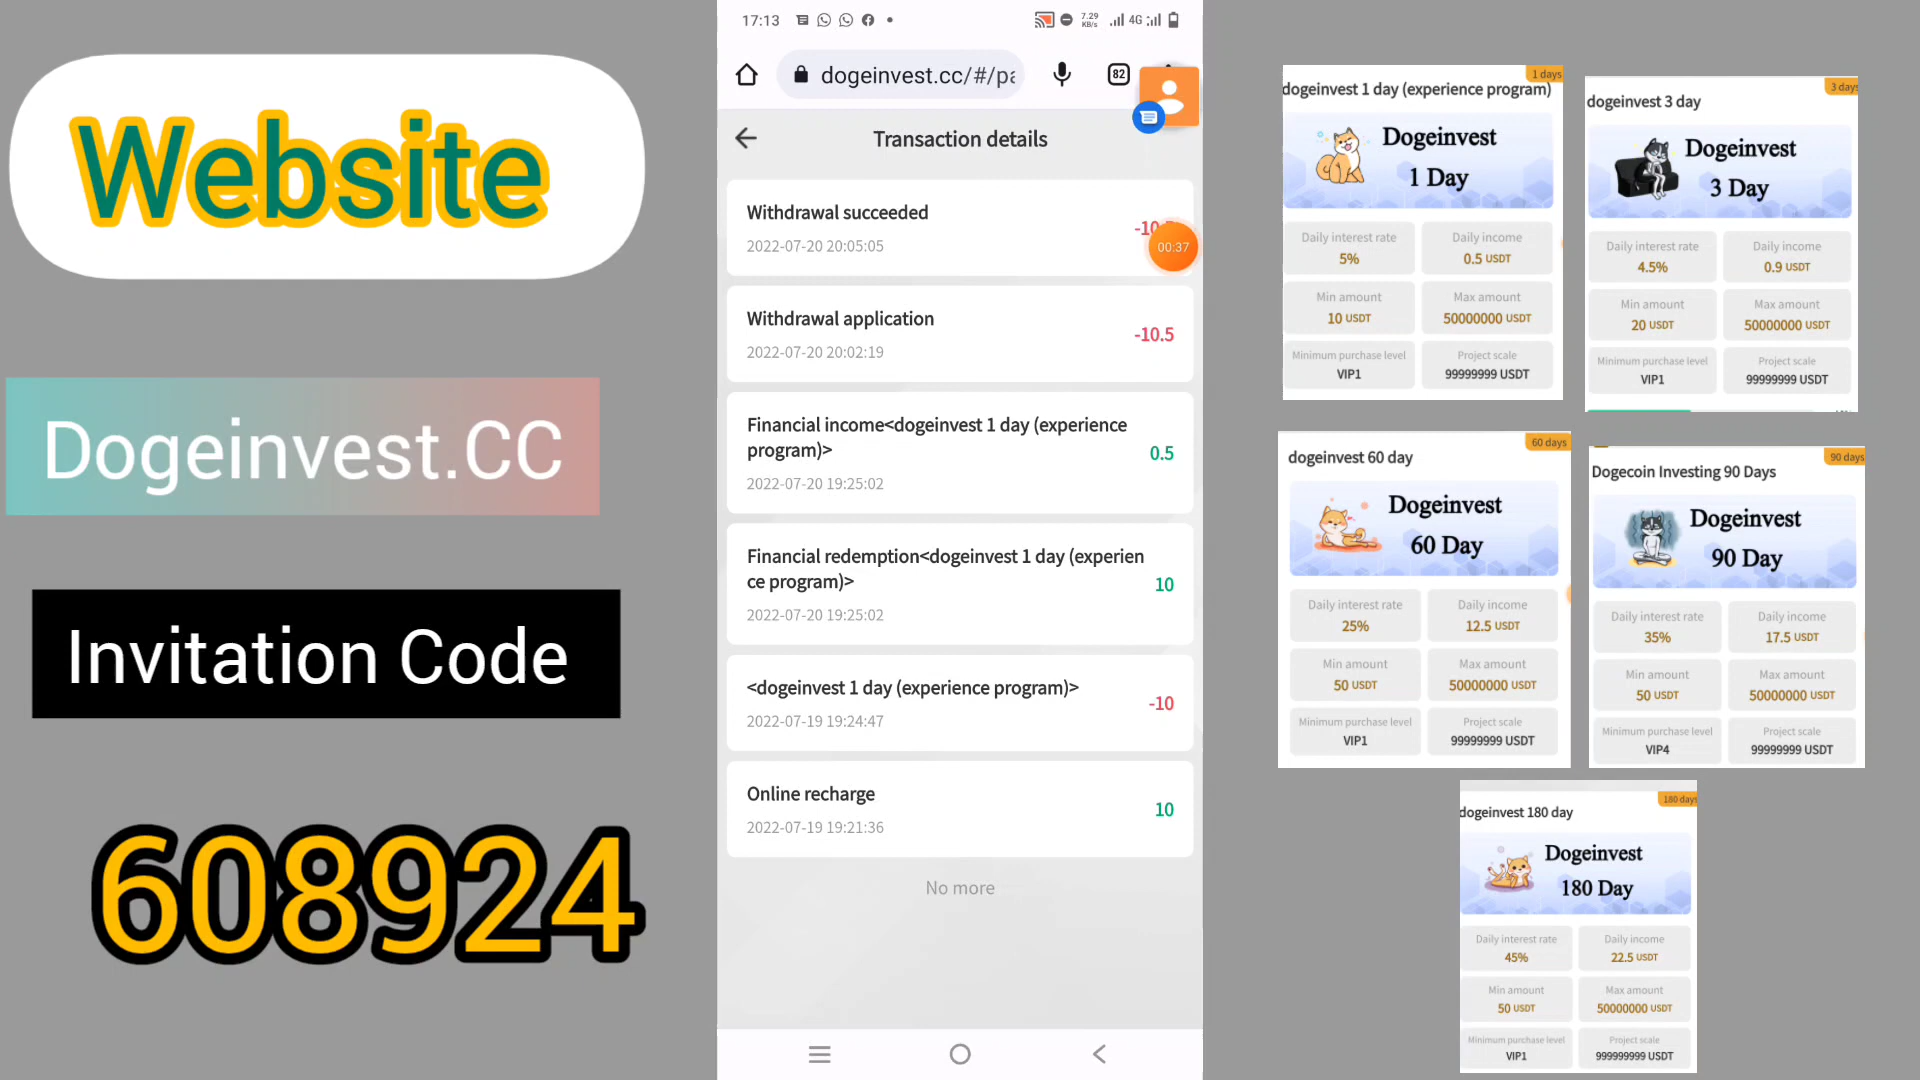 Website
Dogeinvest.CC
Invitation Code
608924
17:13
7.29
KB/s
4G
dogeinvest.cc/#/pa
82
Transaction details
Withdrawal succeeded
2022-07-20 20:05:05
00:37
Withdrawal application
-10.5
2022-07-20 20:02:19
Financial income<dogeinvest 1 day (experience
program)>
0.5
2022-07-20 19:25:02
Financial redemption<dogeinvest 1 day (experien
ce program)>
10
2022-07-20 19:25:02
<dogeinvest 1 day (experience program)>
-10
2022-07-19 19:24:47
Online recharge
10
2022-07-19 19:21:36
No more
1 days
dogeinvest 1 day (experience program)
Dogeinvest
1 Day
Daily interest rate
5%
Daily income
0.5 USDT
Min amount
10 USDT
Max amount
50000000 USDT
Minimum purchase level
VIP1
Project scale
99999999 USDT
3 days
dogeinvest 3 day
Dogeinvest
3 Day
Daily interest rate
4.5%
Daily income
0.9 USDT
Min amount
20 USDT
Max amount
50000000 USDT
Minimum purchase level
VIP1
Project scale
99999999 USDT
60 days
dogeinvest 60 day
Dogeinvest
60 Day
Daily interest rate
25%
Daily income
12.5 USDT
Min amount
50 USDT
Max amount
50000000 USDT
Minimum purchase level
VIP1
Project scale
99999999 USDT
90 days
Dogecoin Investing 90 Days
Dogeinvest
90 Day
Daily interest rate
35%
Daily income
17.5 USDT
Min amount
50 USDT
Max amount
50000000 USDT
Minimum purchase level
VIP4
Project scale
99999999 USDT
180 days
dogeinvest 180 day
Dogeinvest
180 Day
Daily interest rate
45%
Daily income
22.5 USDT
Min amount
50 USDT
Max amount
50000000 USDT
Minimum purchase level
VIP1
Project scale
999999999 USDT